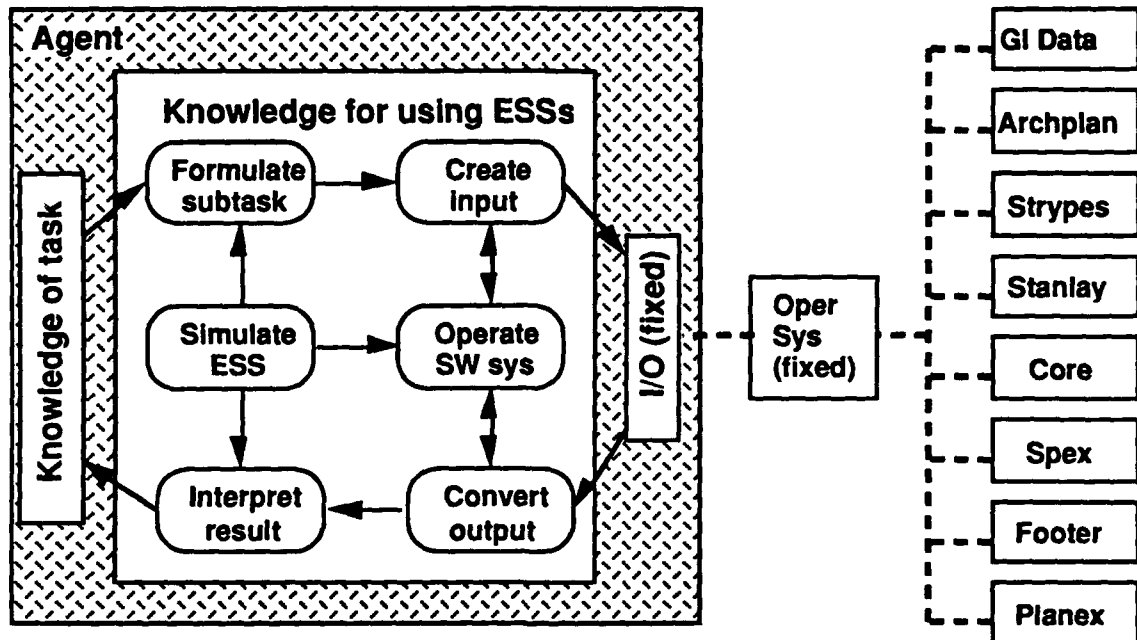 Agent
Knowledge for using ESSs
Knowledge of task
Formulate
subtask
Create
input
Simulate
ESS
Operate
SW sys
Interpret
result
Convert
output
I/O (fixed)
Oper
Sys
(fixed)
GI Data
Archplan
Strypes
Stanlay
Core
Spex
Footer
Planex